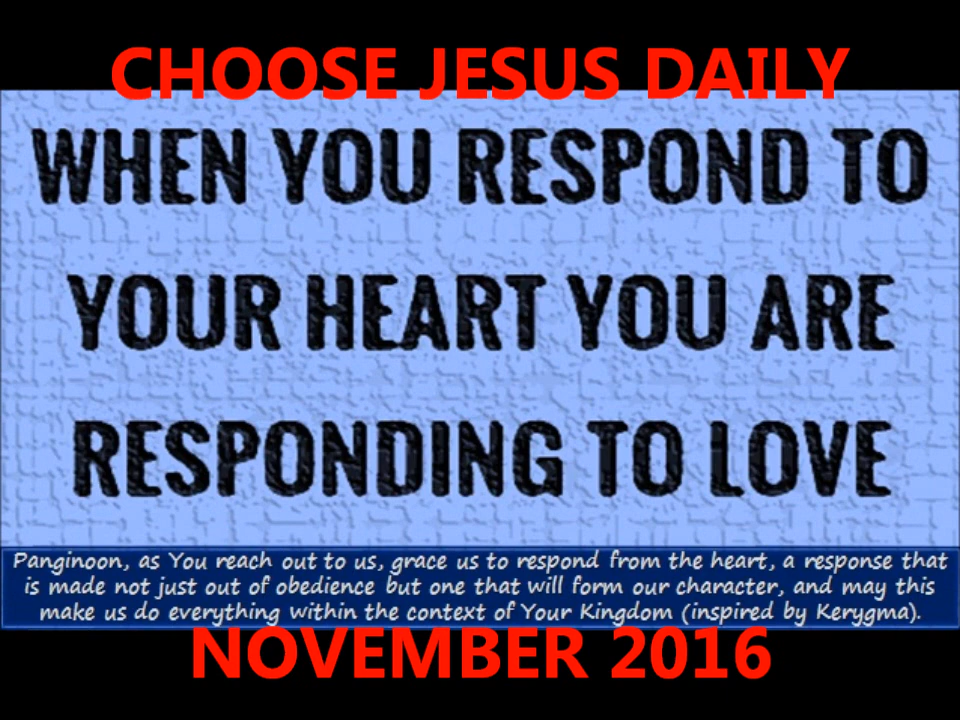 CHOOSE JESUS DAILY
WHEN YOU RESPOND TO
YOUR HEART YOU ARE
RESPONDING TO LOVE
Panginoon, as You reach out to us, grace us to respond from the heart, a response that
is made not just out of obedience but one that will form our character, and may this
make us do everything within the context of Your Kingdom (inspired by Kerygma).
NOVEMBER 2016